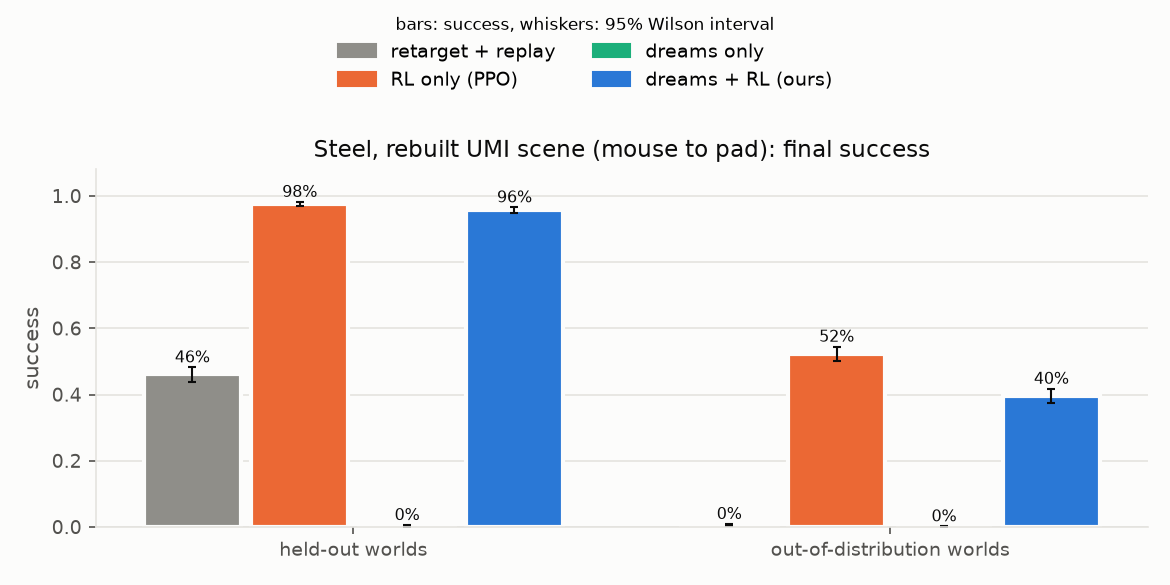 bars: success, whiskers: 95% Wilson interval
retarget + replay
dreams only
RL only (PPO)
dreams + RL (ours)
Steel, rebuilt UMI scene (mouse to pad): final success
success
1.0
0.8
0.6
0.4
0.2
0.0
46%
98%
0%
96%
0%
52%
0%
40%
held-out worlds
out-of-distribution worlds